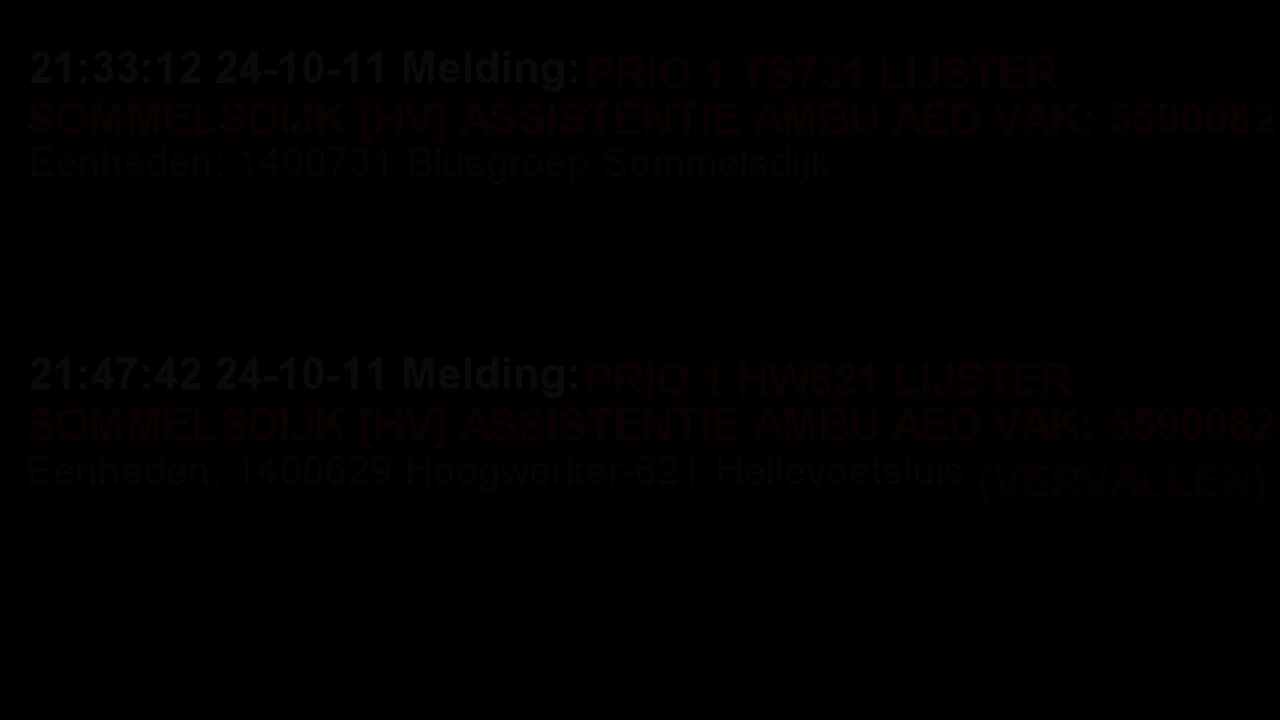 21:33:12 24-10-11 Melding: PRIO 1 TS731 LIJSTER
SOMMELSDIJK [HV] ASSISTENTIE AMBU AED VAK: 5590082
Eenheden: 1400731 Blusgroep Sommelsdijk
21:47:42 24-10-11 Melding: PRIO 1 HW621 LIJSTER
SOMMELSDIJK [HV] ASSISTENTIE AMBU AED VAK: 5590082
Eenheden: 1400629 Hoogwerker-621 Hellevoetsluis (VERVALLEN)